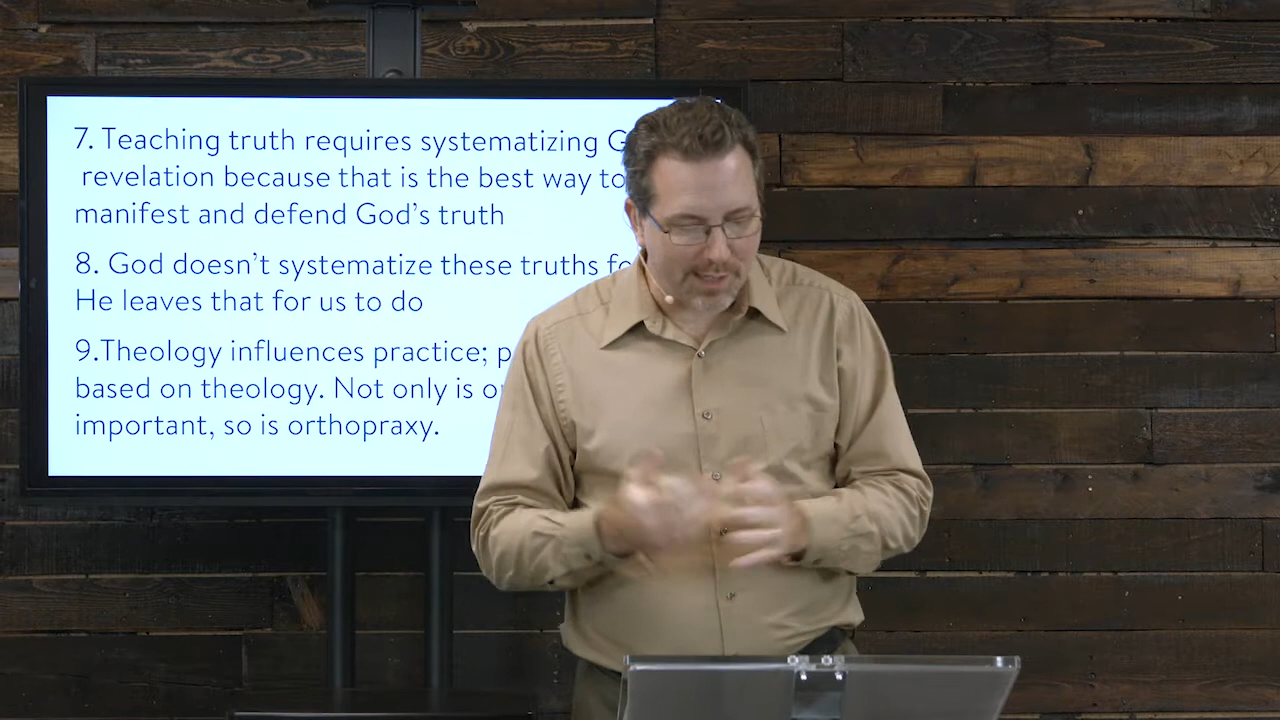 7. Teaching truth requires systematizing
revelation because that is the best way to
manifest and defend God's truth
8. God doesn't systematize these truths
He leaves that for us to do
9.Theology influences practice;
based on theology. Not only is
important, so is orthopraxy.